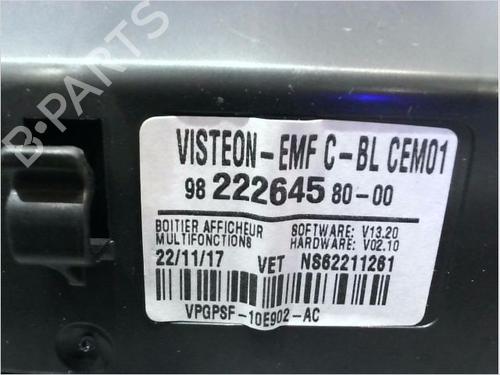 B-PARTS
VISTEON-EMF C-BL CEM01
98 222645 80-00
BOITIER AFFICHEUR SOFTWARE: V13.20
MULTIFONCTIONS HARDWARE: V02.10
22/11/17 VET NS62211261
VPGPSF-10E902-AC